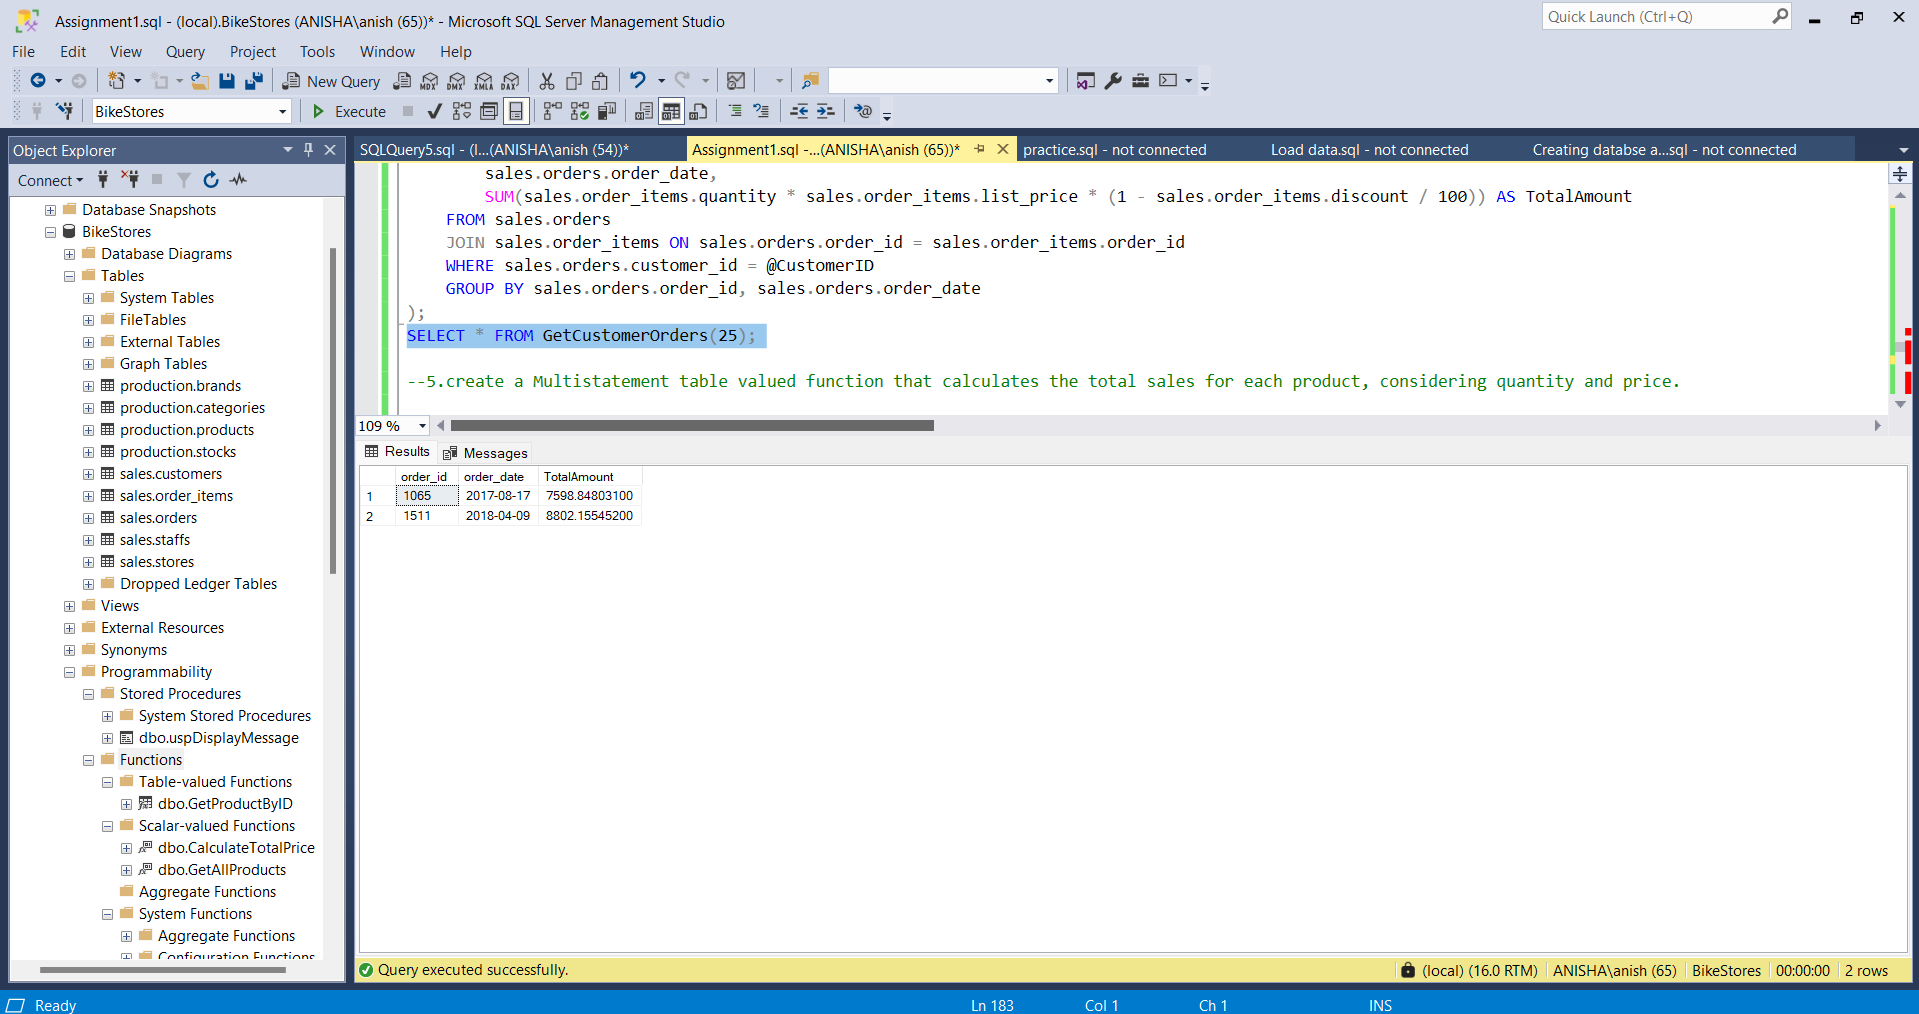 Assignment1.sql - (local).BikeStores (ANISHA\anish (65))* - Microsoft SQL Server Management Studio
Quick Launch (Ctrl+Q)
File Edit View Query Project Tools Window Help
New Query MDX DMX XMLA DAX
BikeStores Execute
Object Explorer
Connect
Database Snapshots
BikeStores
Database Diagrams
Tables
System Tables
FileTables
External Tables
Graph Tables
production.brands
production.categories
production.products
production.stocks
sales.customers
sales.order_items
sales.orders
sales.staffs
sales.stores
Dropped Ledger Tables
Views
External Resources
Synonyms
Programmability
Stored Procedures
System Stored Procedures
dbo.uspDisplayMessage
Functions
Table-valued Functions
dbo.GetProductByID
Scalar-valued Functions
dbo.CalculateTotalPrice
dbo.GetAllProducts
Aggregate Functions
System Functions
Aggregate Functions
Configuration Functions
SQLQuery5.sql - (l...(ANISHA\anish (54))* Assignment1.sql -...(ANISHA\anish (65))* practice.sql - not connected Load data.sql - not connected Creating databse a...sql - not connected
sales.orders.order_date,
SUM(sales.order_items.quantity * sales.order_items.list_price * (1 - sales.order_items.discount / 100)) AS TotalAmount
FROM sales.orders
JOIN sales.order_items ON sales.orders.order_id = sales.order_items.order_id
WHERE sales.orders.customer_id = @CustomerID
GROUP BY sales.orders.order_id, sales.orders.order_date
);
SELECT * FROM GetCustomerOrders(25);
--5.create a Multistatement table valued function that calculates the total sales for each product, considering quantity and price.
109 %
Results Messages
order_id order_date TotalAmount
1 1065 2017-08-17 7598.84803100
2 1511 2018-04-09 8802.15545200
Query executed successfully. (local) (16.0 RTM) ANISHA\anish (65) BikeStores 00:00:00 2 rows
Ready Ln 183 Col 1 Ch 1 INS